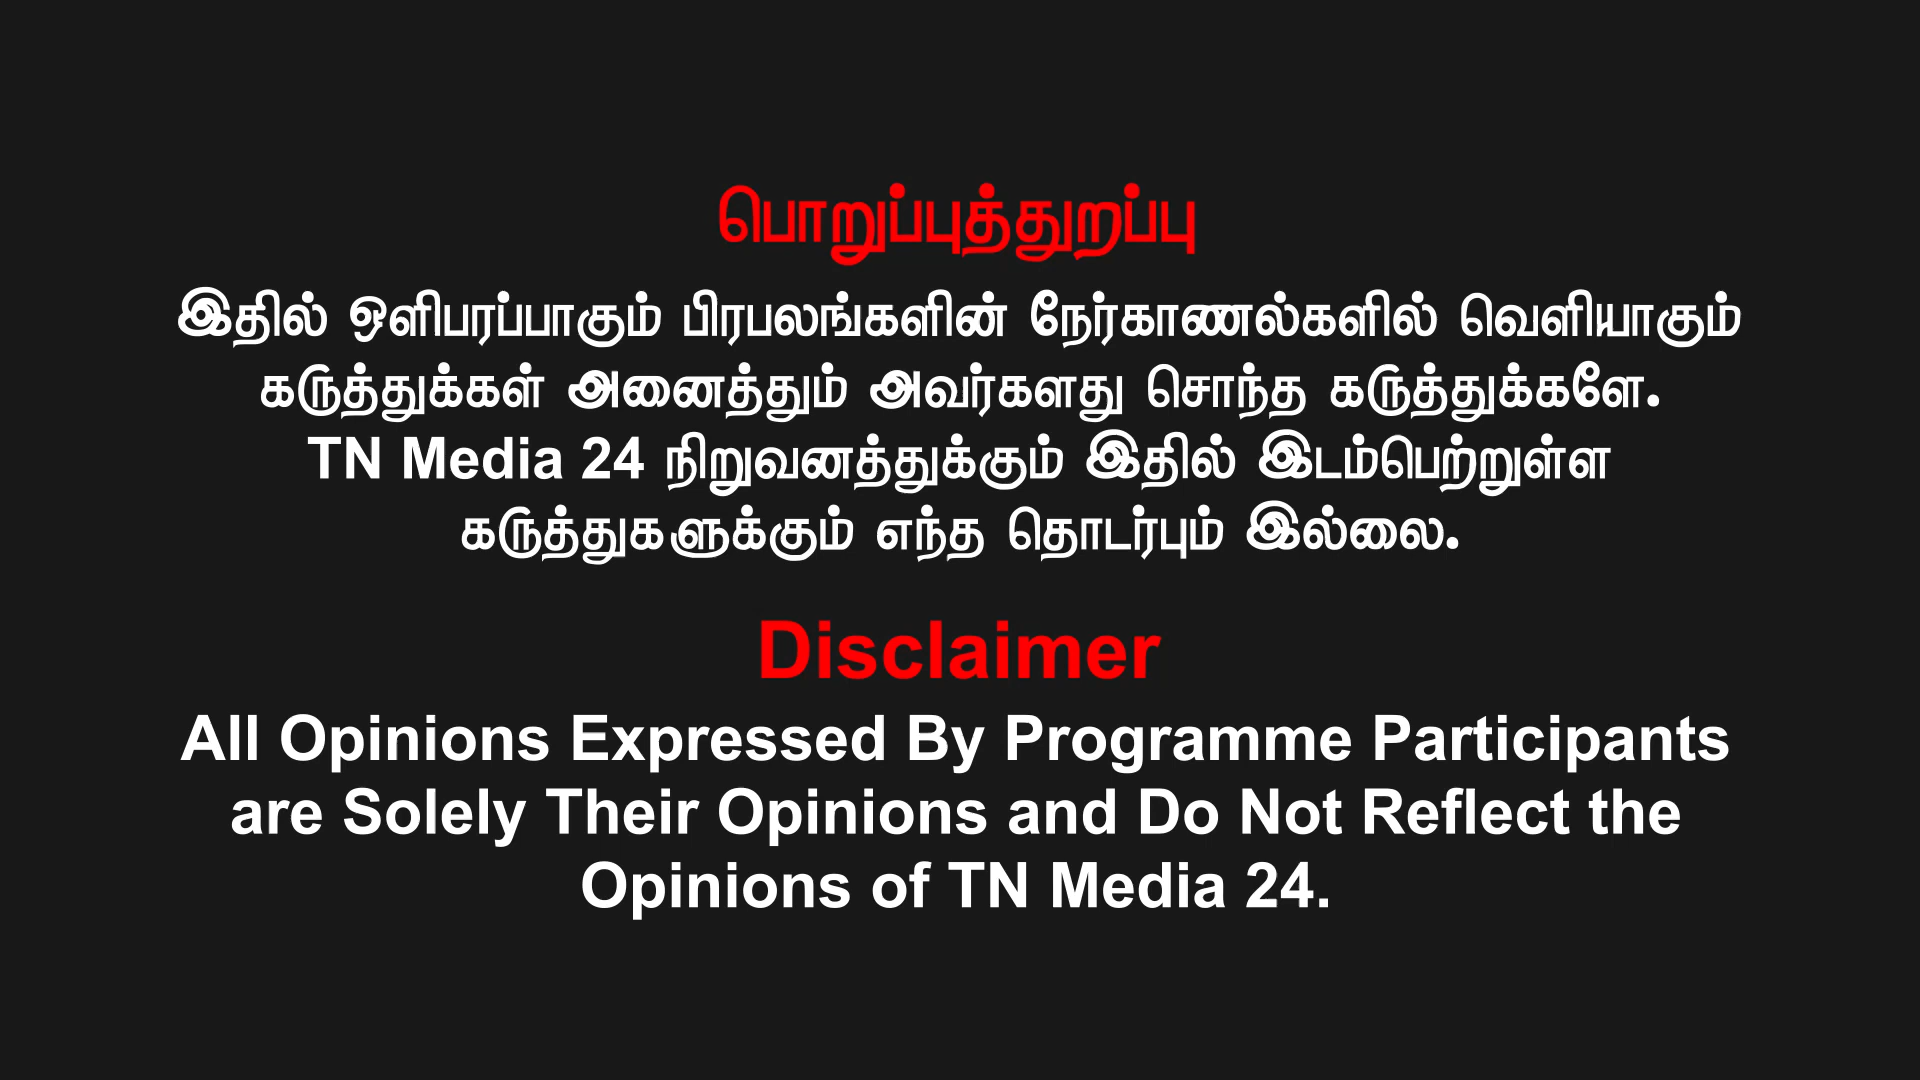 பொறுப்புத்துறப்பு
இதில் ஒளிபரப்பாகும் பிரபலங்களின் நேர்காணல்களில் வெளியாகும்
கருத்துக்கள் அனைத்தும் அவர்களது சொந்த கருத்துக்களே.
TN Media 24 நிறுவனத்துக்கும் இதில் இடம்பெற்றுள்ள
கருத்துகளுக்கும் எந்த தொடர்பும் இல்லை.
Disclaimer
All Opinions Expressed By Programme Participants
are Solely Their Opinions and Do Not Reflect the
Opinions of TN Media 24.